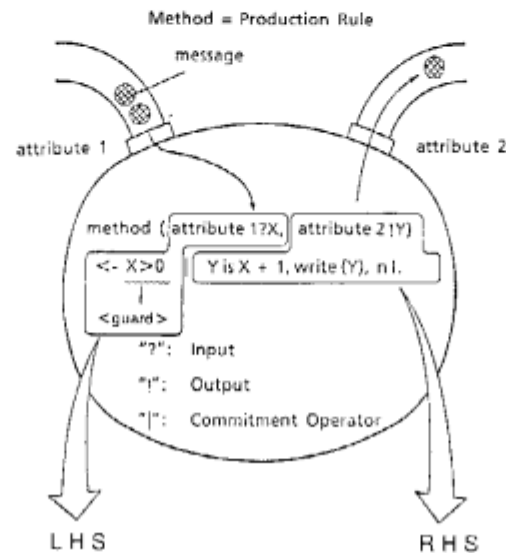 Method = Production Rule
message
attribute 1
attribute 2
method (attribute 1?X, attribute 2!Y)
<- X>0 | Y is X + 1, write (Y), nl.
<guard>
"?": Input
"!": Output
"|": Commitment Operator
LHS
RHS